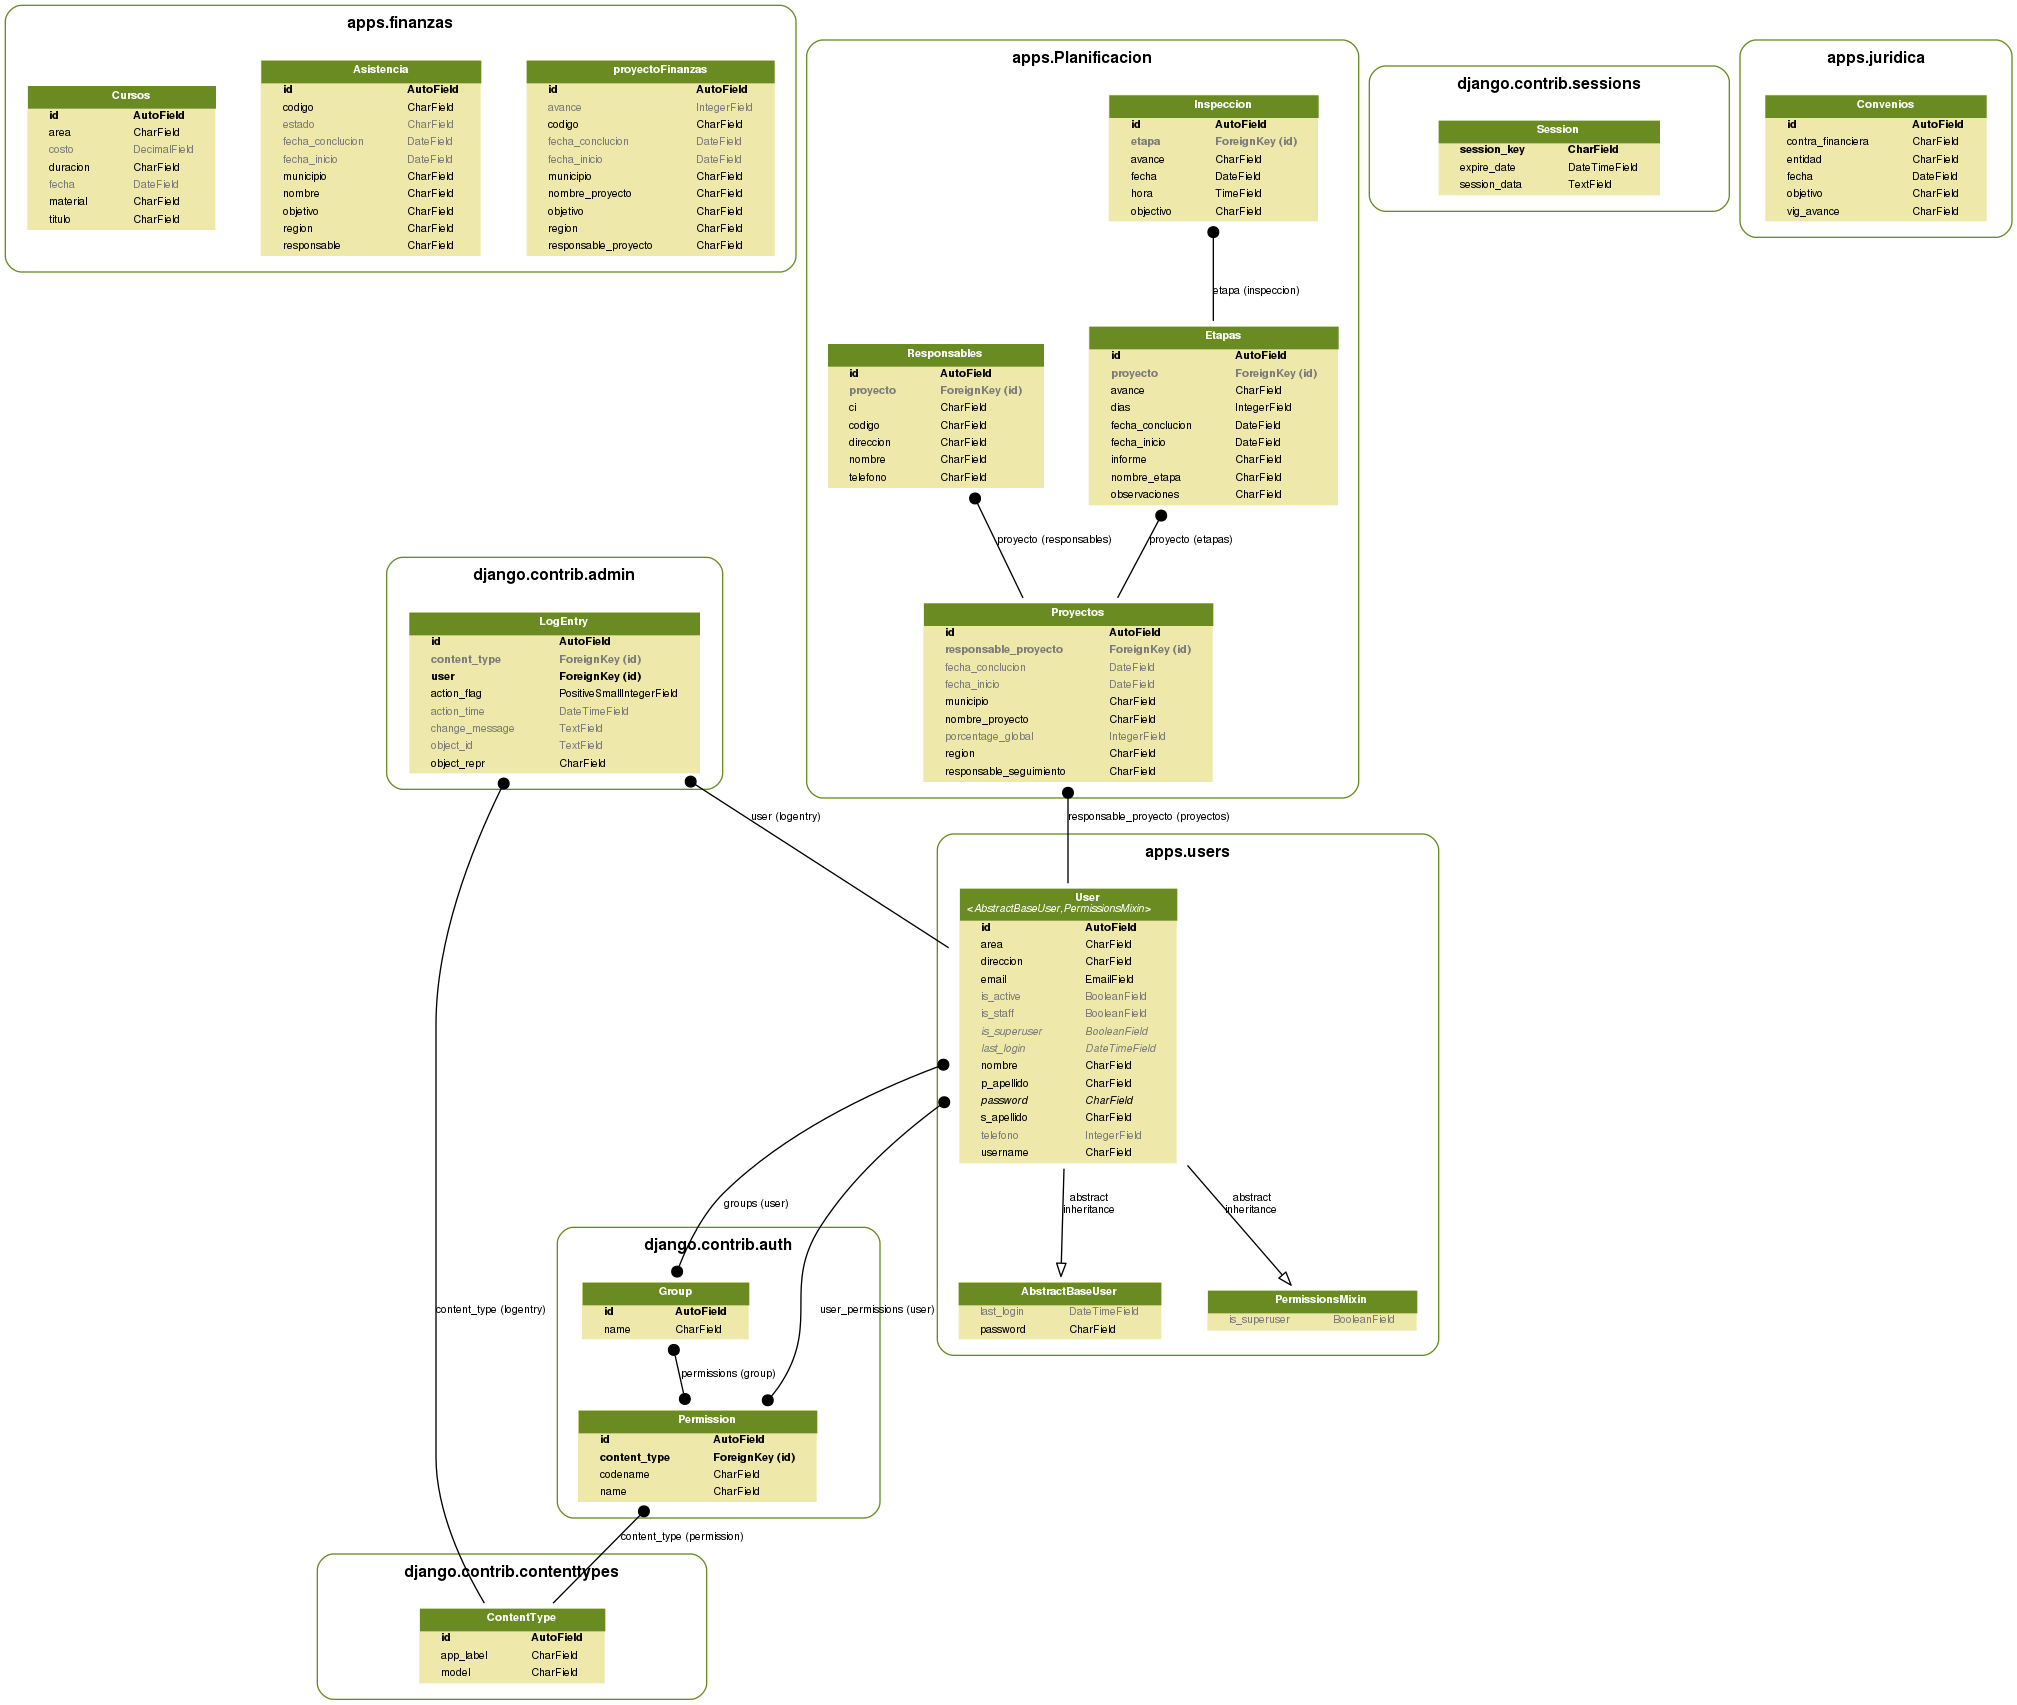 apps.finanzas
Cursos
id AutoField
area CharField
costo DecimalField
duracion CharField
fecha DateField
material CharField
titulo CharField
Asistencia
id AutoField
codigo CharField
estado CharField
fecha_conclucion DateField
fecha_inicio DateField
municipio CharField
nombre CharField
objetivo CharField
region CharField
responsable CharField
proyectoFinanzas
id AutoField
avance IntegerField
codigo CharField
fecha_conclucion DateField
fecha_inicio DateField
municipio CharField
nombre_proyecto CharField
objetivo CharField
region CharField
responsable_proyecto CharField
apps.Planificacion
Inspeccion
id AutoField
etapa ForeignKey (id)
avance CharField
fecha DateField
hora TimeField
objectivo CharField
etapa (inspeccion)
Responsables
id AutoField
proyecto ForeignKey (id)
ci CharField
codigo CharField
direccion CharField
nombre CharField
telefono CharField
Etapas
id AutoField
proyecto ForeignKey (id)
avance CharField
dias IntegerField
fecha_conclucion DateField
fecha_inicio DateField
informe CharField
nombre_etapa CharField
observaciones CharField
proyecto (responsables)
proyecto (etapas)
Proyectos
id AutoField
responsable_proyecto ForeignKey (id)
fecha_conclucion DateField
fecha_inicio DateField
municipio CharField
nombre_proyecto CharField
porcentage_global IntegerField
region CharField
responsable_seguimiento CharField
django.contrib.sessions
Session
session_key CharField
expire_date DateTimeField
session_data TextField
apps.juridica
Convenios
id AutoField
contra_financiera CharField
entidad CharField
fecha DateField
objetivo CharField
vig_avance CharField
django.contrib.admin
LogEntry
id AutoField
content_type ForeignKey (id)
user ForeignKey (id)
action_flag PositiveSmallIntegerField
action_time DateTimeField
change_message TextField
object_id TextField
object_repr CharField
user (logentry)
responsable_proyecto (proyectos)
apps.users
User
<AbstractBaseUser,PermissionsMixin>
id AutoField
area CharField
direccion CharField
email EmailField
is_active BooleanField
is_staff BooleanField
is_superuser BooleanField
last_login DateTimeField
nombre CharField
p_apellido CharField
password CharField
s_apellido CharField
telefono IntegerField
username CharField
abstract
inheritance
abstract
inheritance
AbstractBaseUser
last_login DateTimeField
password CharField
PermissionsMixin
is_superuser BooleanField
groups (user)
django.contrib.auth
Group
id AutoField
name CharField
content_type (logentry)
user_permissions (user)
permissions (group)
Permission
id AutoField
content_type ForeignKey (id)
codename CharField
name CharField
content_type (permission)
django.contrib.contenttypes
ContentType
id AutoField
app_label CharField
model CharField